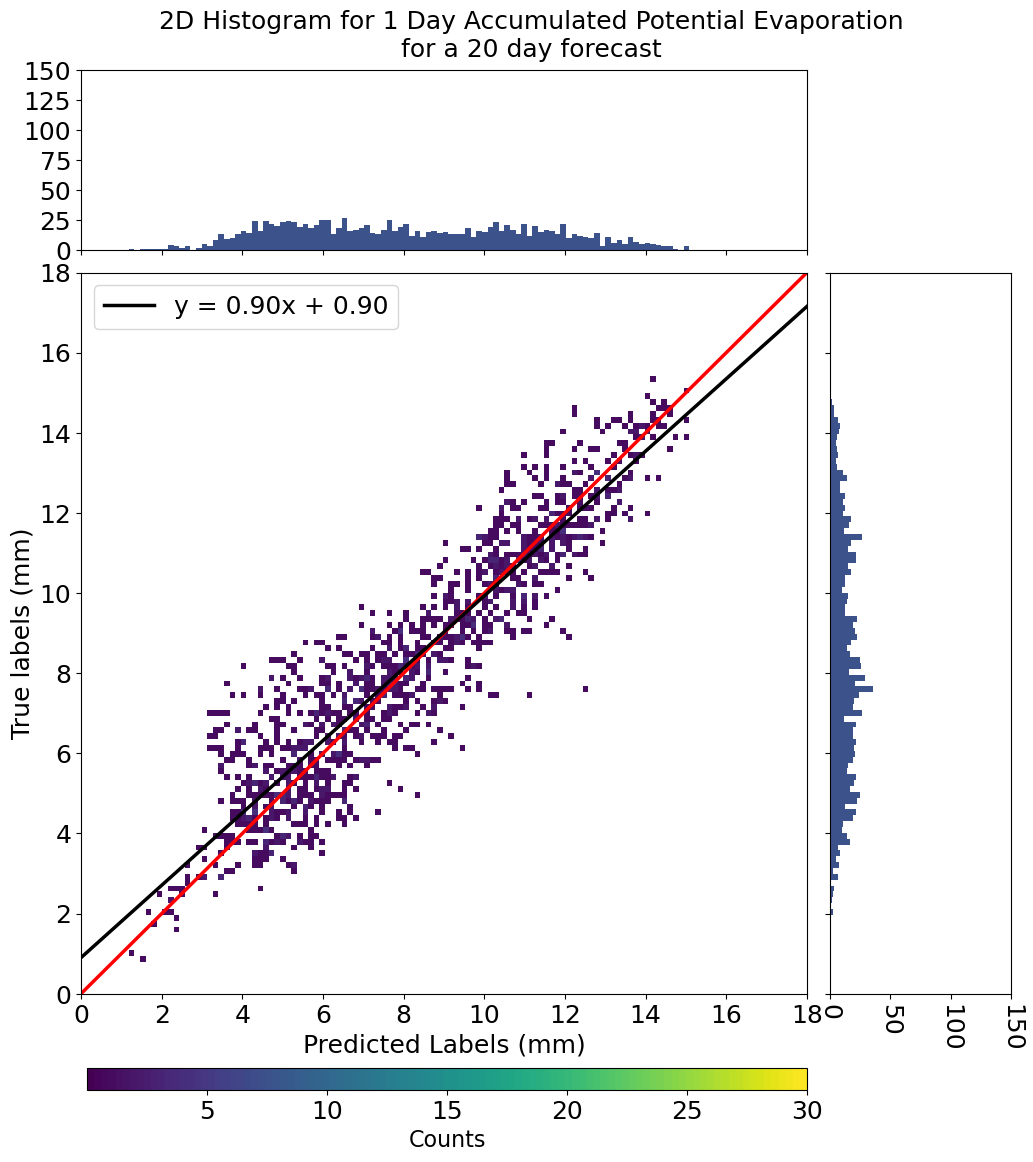 2D Histogram for 1 Day Accumulated Potential Evaporation
for a 20 day forecast
150
125
100
75
50
25
0
18
16
14
12
10
8
6
4
2
0
True labels (mm)
y = 0.90x + 0.90
0 2 4 6 8 10 12 14 16 18
Predicted Labels (mm)
0 50 100 150
5 10 15 20 25 30
Counts